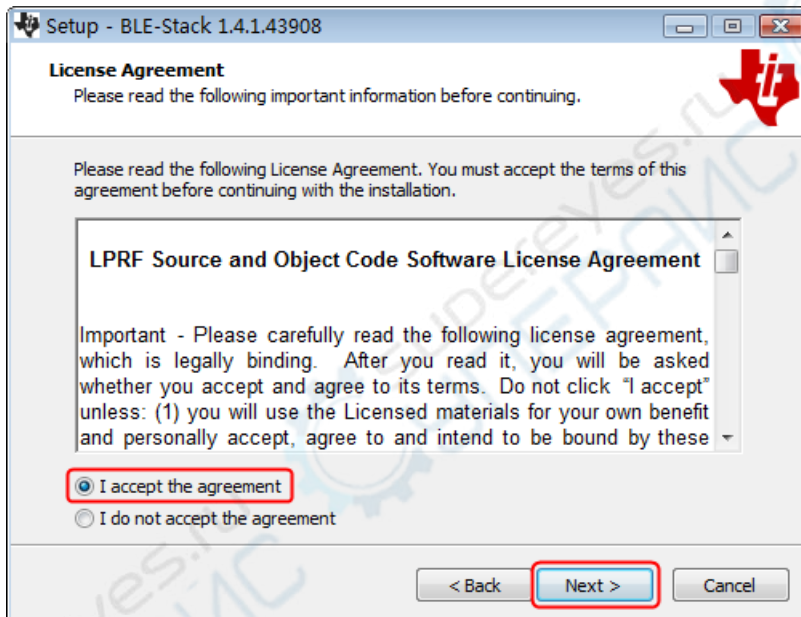 Setup - BLE-Stack 1.4.1.43908
License Agreement
Please read the following important information before continuing.
Please read the following License Agreement. You must accept the terms of this
agreement before continuing with the installation.
LPRF Source and Object Code Software License Agreement
Important - Please carefully read the following license agreement,
which is legally binding. After you read it, you will be asked
whether you accept and agree to its terms. Do not click “I accept”
unless: (1) you will use the Licensed materials for your own benefit
and personally accept, agree to and intend to be bound by these
I accept the agreement
I do not accept the agreement
< Back
Next >
Cancel
supereyes.ru
СУПЕРАЙС